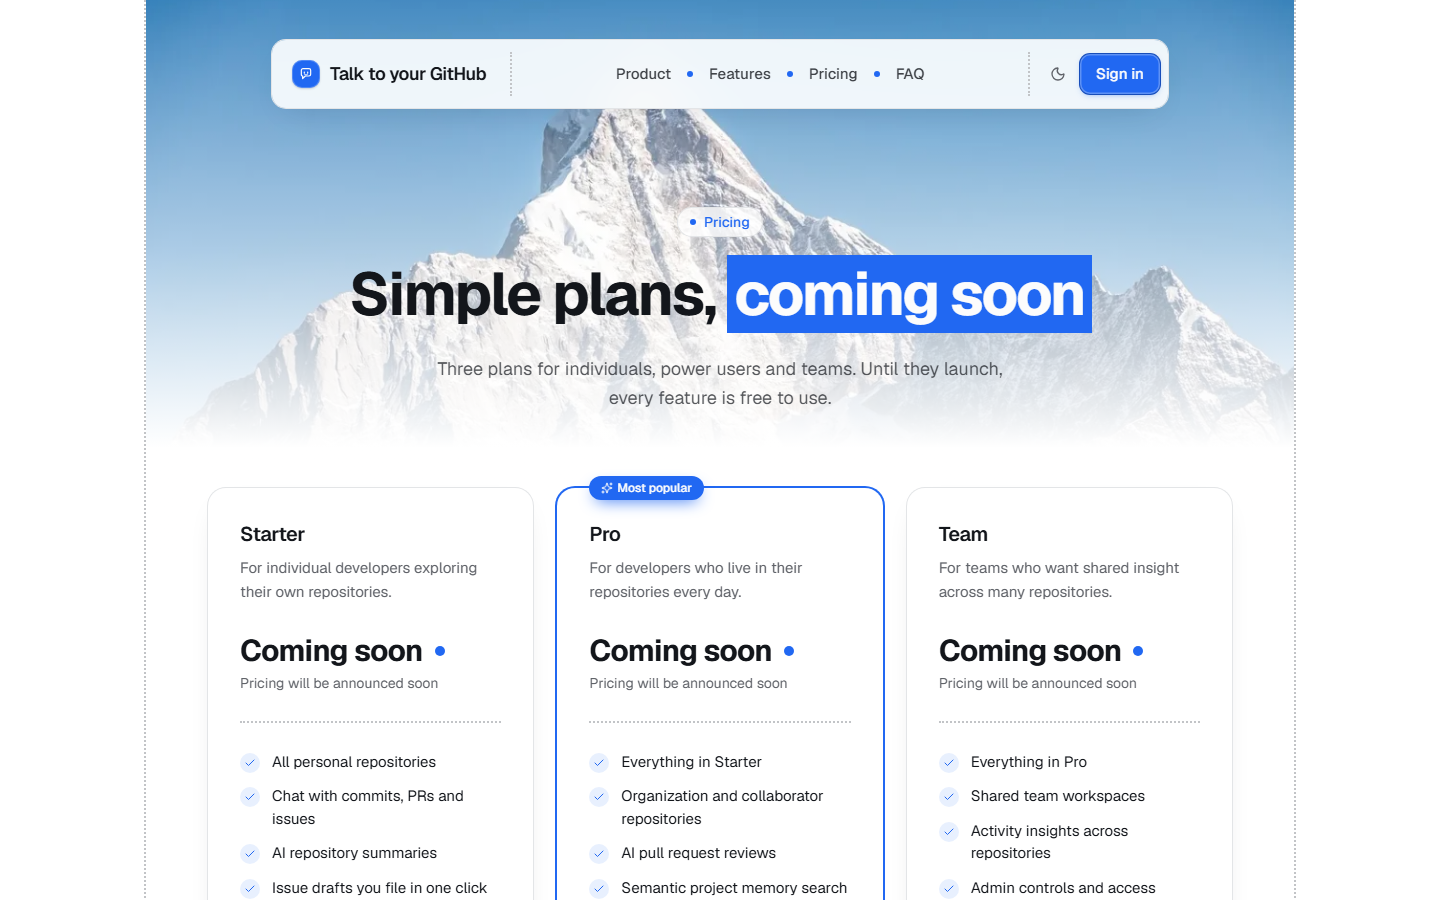 Talk to your GitHub
Product
Features
Pricing
FAQ
Sign in
Pricing
Simple plans, coming soon
Three plans for individuals, power users and teams. Until they launch,
every feature is free to use.
Starter
For individual developers exploring
their own repositories.
Coming soon
Pricing will be announced soon
All personal repositories
Chat with commits, PRs and
issues
AI repository summaries
Issue drafts you file in one click
Most popular
Pro
For developers who live in their
repositories every day.
Coming soon
Pricing will be announced soon
Everything in Starter
Organization and collaborator
repositories
AI pull request reviews
Semantic project memory search
Team
For teams who want shared insight
across many repositories.
Coming soon
Pricing will be announced soon
Everything in Pro
Shared team workspaces
Activity insights across
repositories
Admin controls and access